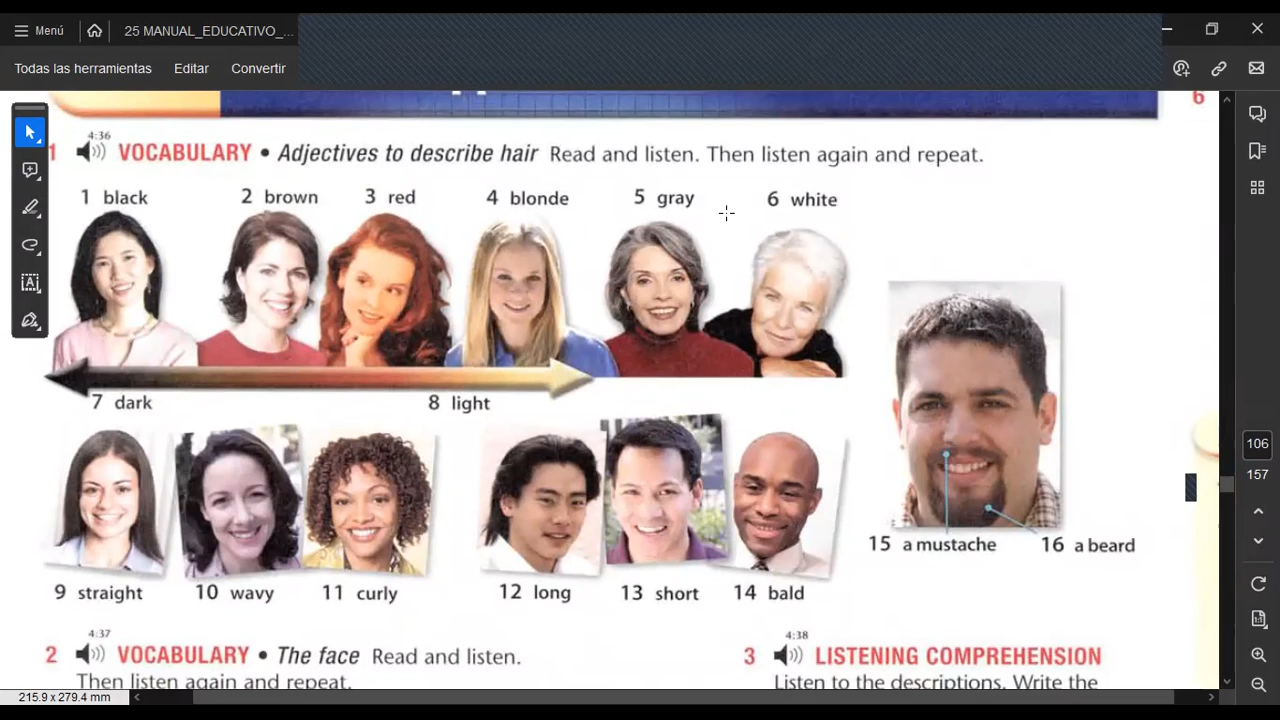 Menú
25 MANUAL_EDUCATIVO_...
Todas las herramientas Editar Convertir
6
4:36
1 VOCABULARY • Adjectives to describe hair Read and listen. Then listen again and repeat.
1 black 2 brown 3 red 4 blonde 5 gray 6 white
7 dark 8 light
15 a mustache 16 a beard
9 straight 10 wavy 11 curly 12 long 13 short 14 bald
4:37
2 VOCABULARY • The face Read and listen.
Then listen again and repeat.
4:38
3 LISTENING COMPREHENSION
Listen to the descriptions. Write the
106
157
215.9 x 279.4 mm